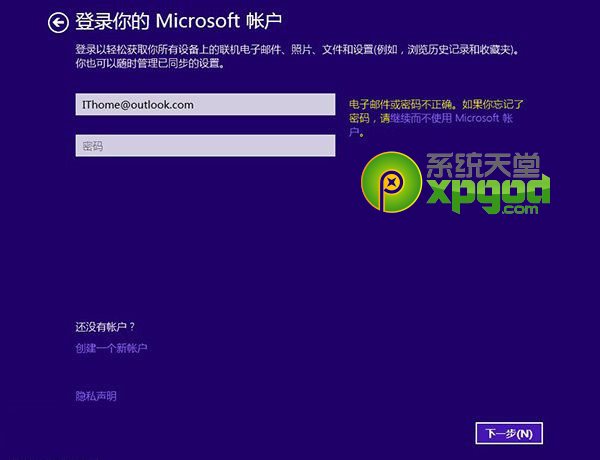 登录你的 Microsoft 帐户
登录以轻松获取你所有设备上的联机电子邮件、照片、文件和设置(例如，浏览历史记录和收藏夹)。
你也可以随时管理已同步的设置。
IThome@outlook.com
电子邮件或密码不正确。如果你忘记了
密码，请继续而不使用 Microsoft 帐
户。
密码
系统天堂
xpgod.com
还没有帐户？
创建一个新帐户
隐私声明
下一步(N)